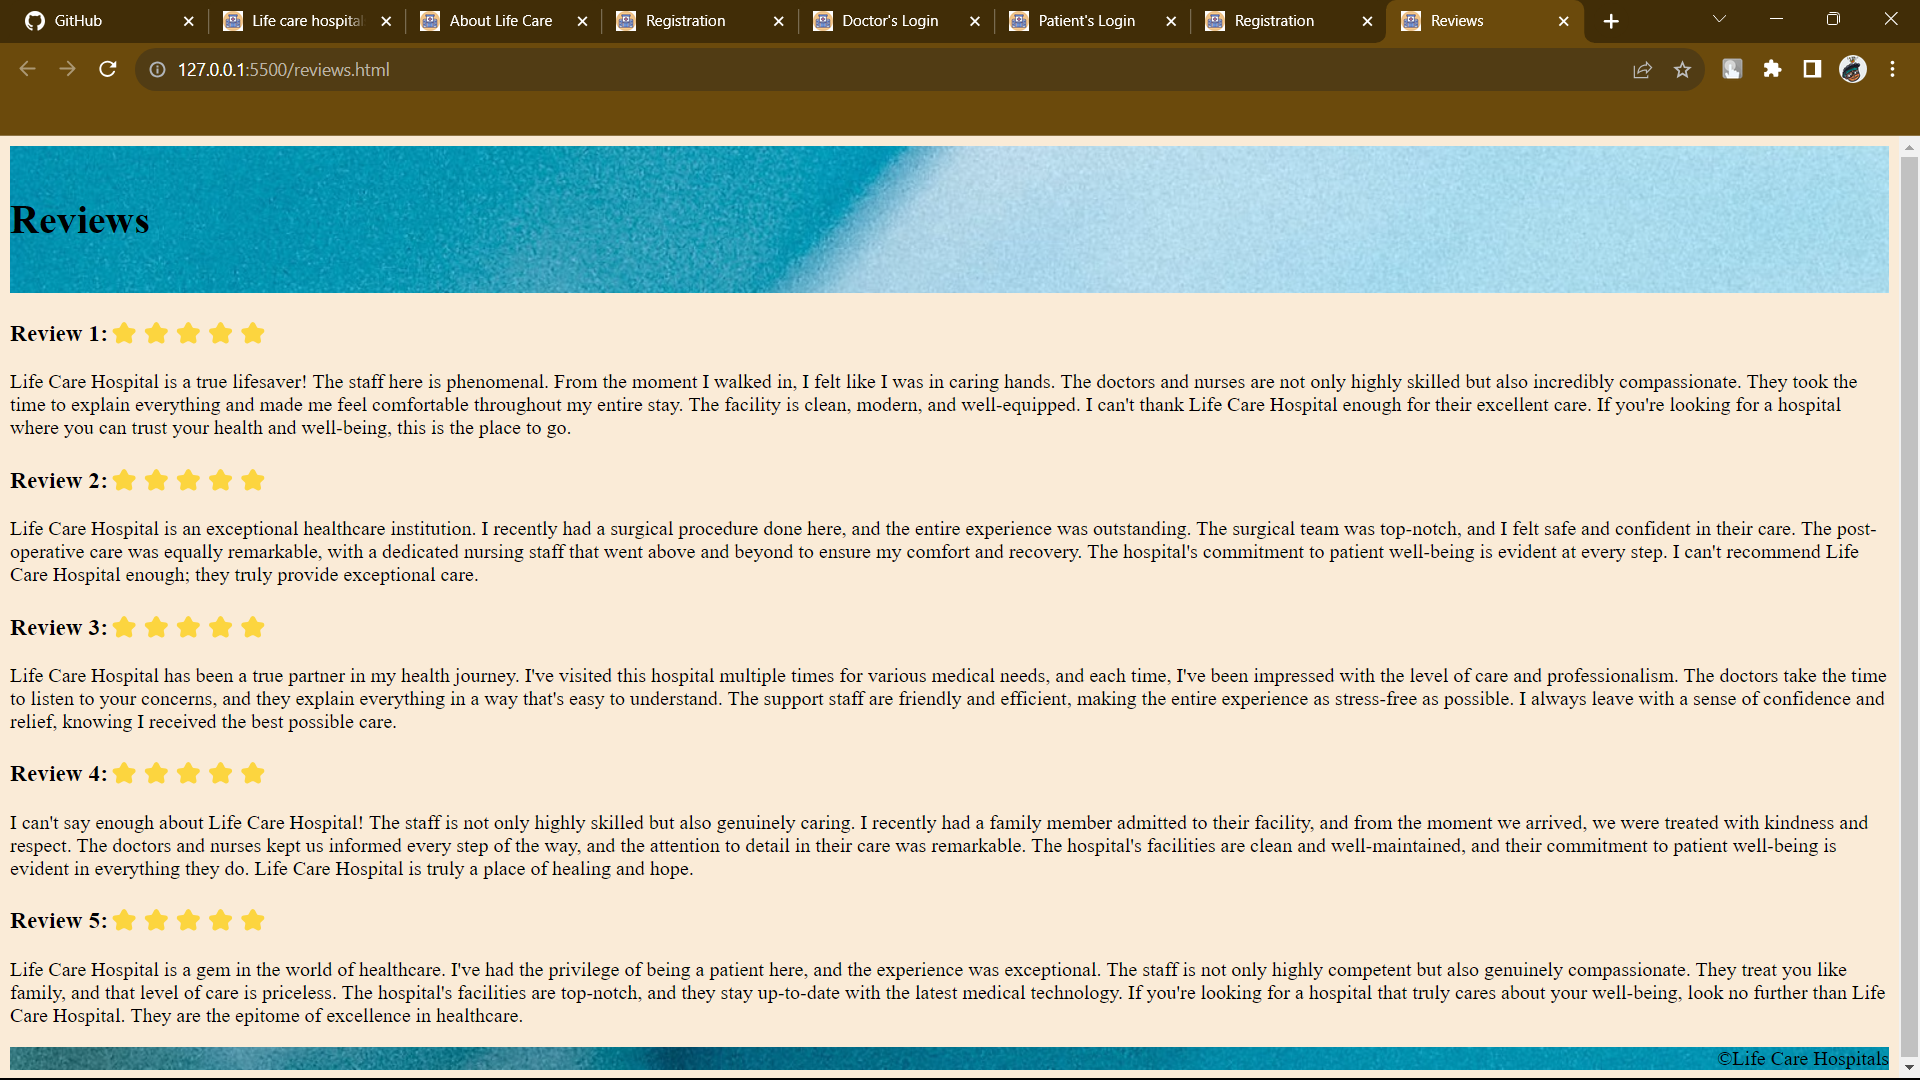 GitHub
Life care hospital
About Life Care
Registration
Doctor's Login
Patient's Login
Registration
Reviews
127.0.0.1:5500/reviews.html
Reviews
Review 1:
Life Care Hospital is a true lifesaver! The staff here is phenomenal. From the moment I walked in, I felt like I was in caring hands. The doctors and nurses are not only highly skilled but also incredibly compassionate. They took the
time to explain everything and made me feel comfortable throughout my entire stay. The facility is clean, modern, and well-equipped. I can't thank Life Care Hospital enough for their excellent care. If you're looking for a hospital
where you can trust your health and well-being, this is the place to go.
Review 2:
Life Care Hospital is an exceptional healthcare institution. I recently had a surgical procedure done here, and the entire experience was outstanding. The surgical team was top-notch, and I felt safe and confident in their care. The post-
operative care was equally remarkable, with a dedicated nursing staff that went above and beyond to ensure my comfort and recovery. The hospital's commitment to patient well-being is evident at every step. I can't recommend Life
Care Hospital enough; they truly provide exceptional care.
Review 3:
Life Care Hospital has been a true partner in my health journey. I've visited this hospital multiple times for various medical needs, and each time, I've been impressed with the level of care and professionalism. The doctors take the time
to listen to your concerns, and they explain everything in a way that's easy to understand. The support staff are friendly and efficient, making the entire experience as stress-free as possible. I always leave with a sense of confidence and
relief, knowing I received the best possible care.
Review 4:
I can't say enough about Life Care Hospital! The staff is not only highly skilled but also genuinely caring. I recently had a family member admitted to their facility, and from the moment we arrived, we were treated with kindness and
respect. The doctors and nurses kept us informed every step of the way, and the attention to detail in their care was remarkable. The hospital's facilities are clean and well-maintained, and their commitment to patient well-being is
evident in everything they do. Life Care Hospital is truly a place of healing and hope.
Review 5:
Life Care Hospital is a gem in the world of healthcare. I've had the privilege of being a patient here, and the experience was exceptional. The staff is not only highly competent but also genuinely compassionate. They treat you like
family, and that level of care is priceless. The hospital's facilities are top-notch, and they stay up-to-date with the latest medical technology. If you're looking for a hospital that truly cares about your well-being, look no further than Life
Care Hospital. They are the epitome of excellence in healthcare.
©Life Care Hospitals